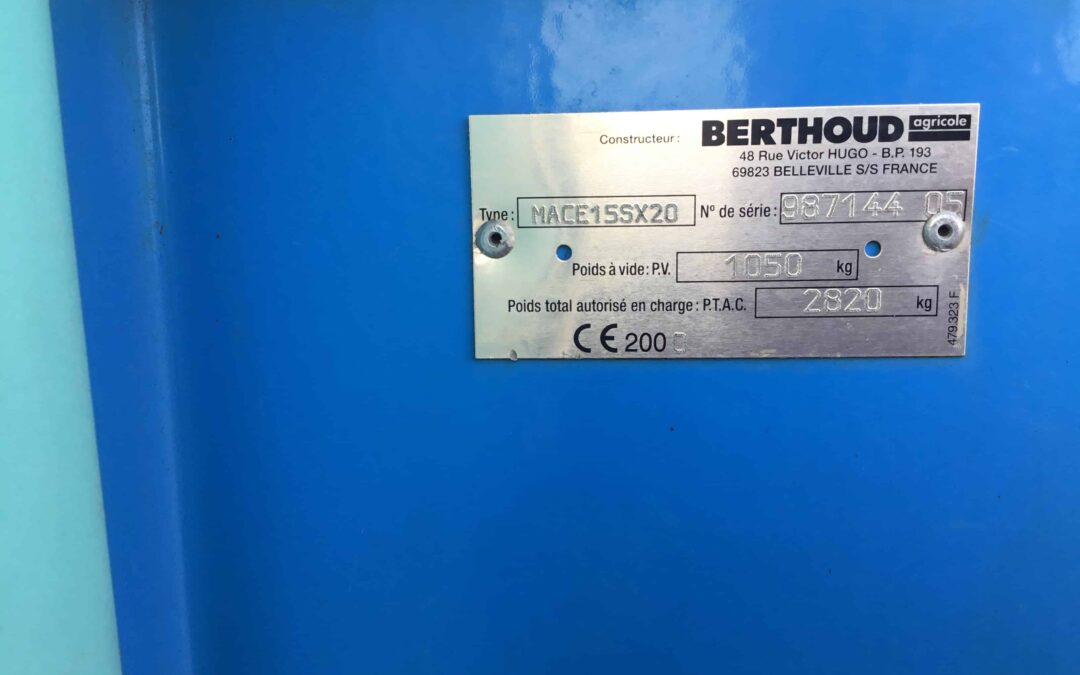 Constructeur : BERTHOUD agricole
48 Rue Victor HUGO - B.P. 193
69823 BELLEVILLE S/S FRANCE
Type : MACE15SX20 N° de série : 987144 05
Poids à vide : P.V. 1050 kg
Poids total autorisé en charge : P.T.A.C. 2820 kg
CE 200
479.323 F